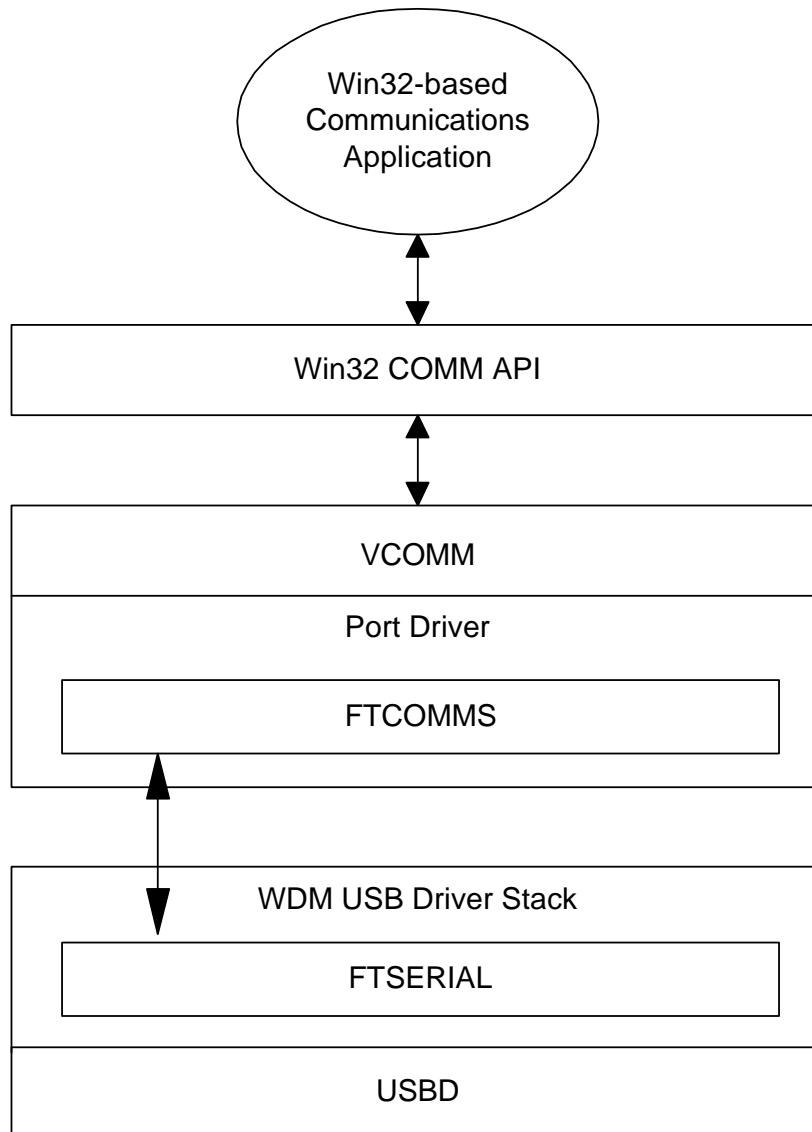 Win32-based
Communications
Application
Win32 COMM API
VCOMM
Port Driver
FTCOMMS
WDM USB Driver Stack
FTSERIAL
USBD